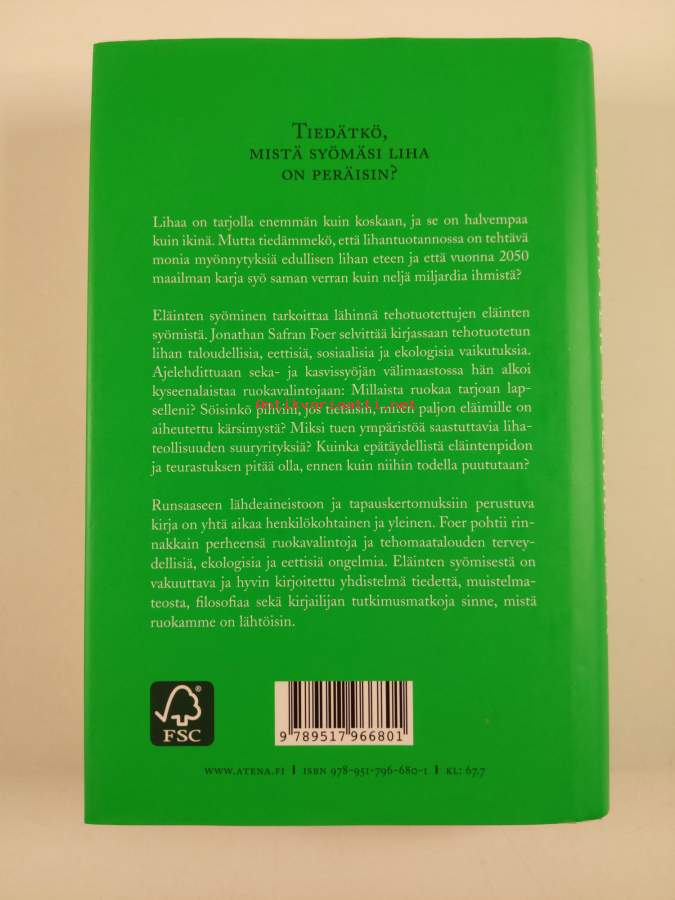 Tiedätkö,
mistä syömäsi liha
on peräisin?
Lihaa on tarjolla enemmän kuin koskaan, ja se on halvempaa
kuin ikinä. Mutta tiedämmekö, että lihantuotannossa on tehtävä
monia myönnytyksiä edullisen lihan eteen ja että vuonna 2050
maailman karja syö saman verran kuin neljä miljardia ihmistä?
Eläinten syöminen tarkoittaa lähinnä tehotuotettujen eläinten
syömistä. Jonathan Safran Foer selvittää kirjassaan tehotuotetun
lihan taloudellisia, eettisiä, sosiaalisia ja ekologisia vaikutuksia.
Ajelehdittuaan seka- ja kasvissyöjän välimaastossa hän alkoi
kyseenalaistaa ruokavalintojaan: Millaista ruokaa tarjoan lap-
selleni? Söisinkö pihvini, jos tietäisin, miten paljon eläimille on
aiheutettu kärsimystä? Miksi tuen ympäristöä saastuttavia liha-
teollisuuden suuryrityksiä? Kuinka epätäydellistä eläintenpidon
ja teurastuksen pitää olla, ennen kuin niihin todella puututaan?
Antikvariaatti.net
Runsaaseen lähdeaineistoon ja tapauskertomuksiin perustuva
kirja on yhtä aikaa henkilökohtainen ja yleinen. Foer pohtii rin-
nakkain perheensä ruokavalintoja ja tehomaatalouden tervey-
dellisiä, ekologisia ja eettisiä ongelmia. Eläinten syömisestä on
vakuuttava ja hyvin kirjoitettu yhdistelmä tiedettä, muistelma-
teosta, filosofiaa sekä kirjailijan tutkimusmatkoja sinne, mistä
ruokamme on lähtöisin.
FSC
9 789517 966801
www.atena.fi | ISBN 978-951-796-680-1 | KL: 67.7